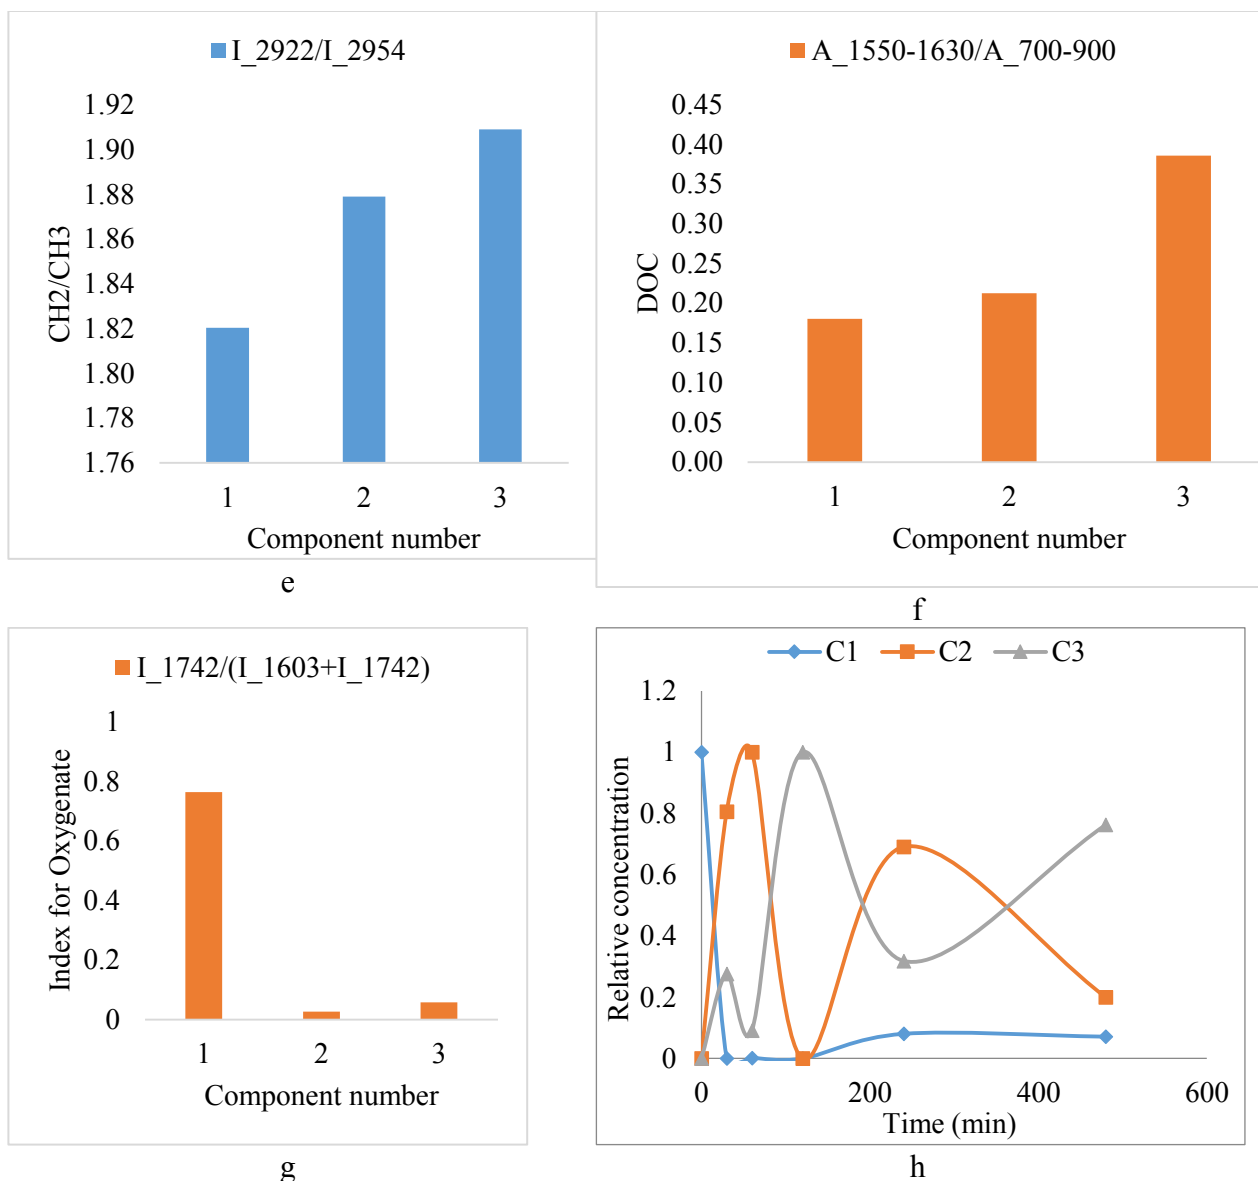 I_2922/I_2954
CH2/CH3
1.92
1.90
1.88
1.86
1.84
1.82
1.80
1.78
1.76
1 2 3
Component number
e
A_1550-1630/A_700-900
DOC
0.45
0.40
0.35
0.30
0.25
0.20
0.15
0.10
0.05
0.00
1 2 3
Component number
f
I_1742/(I_1603+I_1742)
Index for Oxygenate
1
0.8
0.6
0.4
0.2
0
1 2 3
Component number
g
C1 C2 C3
Relative concentration
1.2
1
0.8
0.6
0.4
0.2
0
0 200 400 600
Time (min)
h